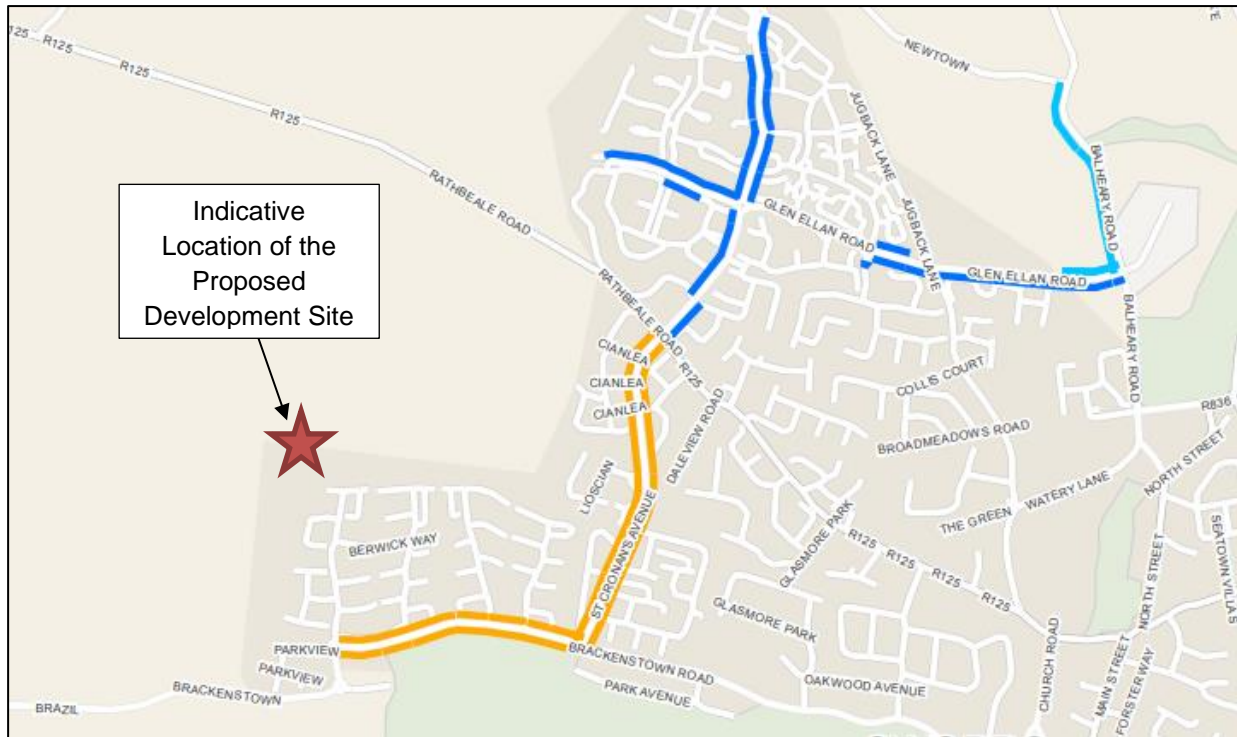 125
R125
R125
R125
R125
RATHBEALE ROAD
NEWTOWN
JUGBACK LANE
JUGBACK LANE
BALHEARY ROAD
Indicative
Location of the
Proposed
Development Site
GLEN ELLAN ROAD
GLEN ELLAN ROAD
RATHBEALE ROAD
R125
BALHEARY ROAD
CIANLEA
CIANLEA
CIANLEA
COLLIS COURT
DALEVIEW ROAD
BROADMEADOWS ROAD
R836
NORTH STREET
LIOSCIAN
THE GREEN
WATERY LANE
BERWICK WAY
ST CRONAN'S AVENUE
GLASMORE PARK
R125
R125
R125
R125
SEATOWN VILLAS
NORTH STREET
GLASMORE PARK
PARKVIEW
PARKVIEW
BRACKENSTOWN ROAD
BRACKENSTOWN
BRAZIL
PARK AVENUE
OAKWOOD AVENUE
CHURCH ROAD
MAIN STREET
FORSTER WAY